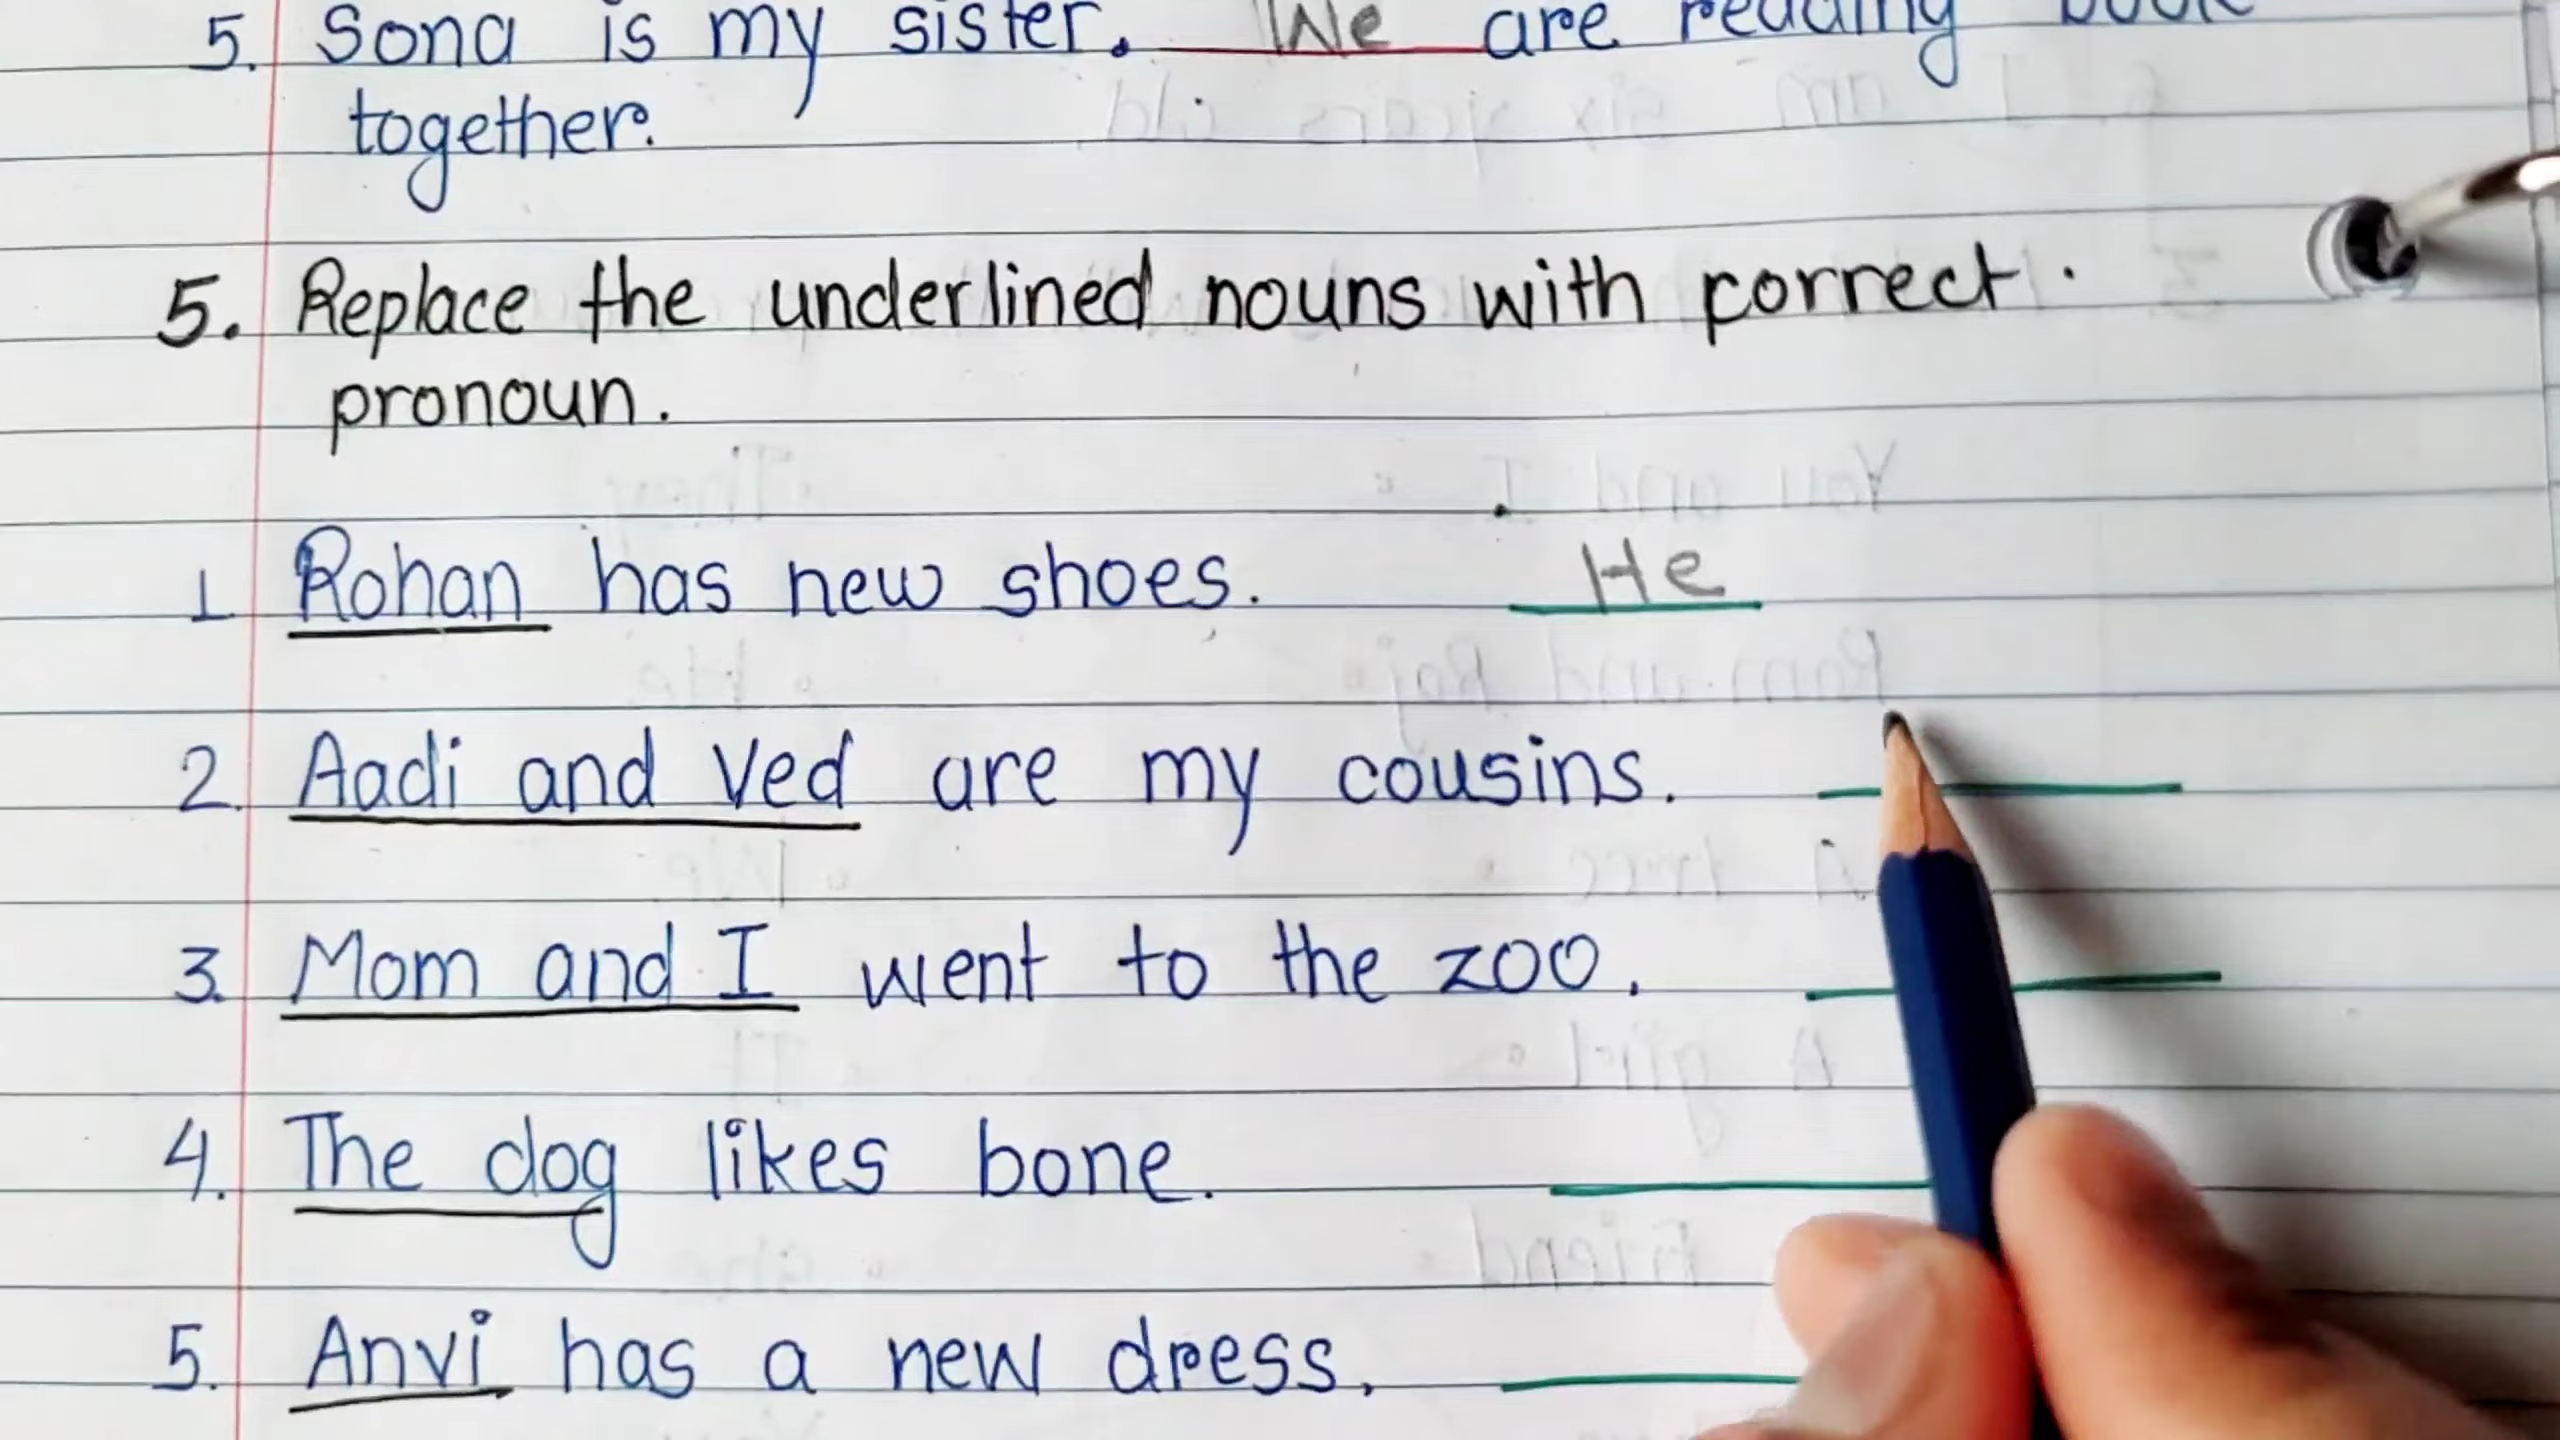 5. Sona is my sister. We are reading book
together.
5. Replace the underlined nouns with correct.
pronoun.
1. Rohan has new shoes. He
2. Aadi and Ved are my cousins.
3. Mom and I went to the zoo.
4. The dog likes bone.
5. Anvi has a new dress.